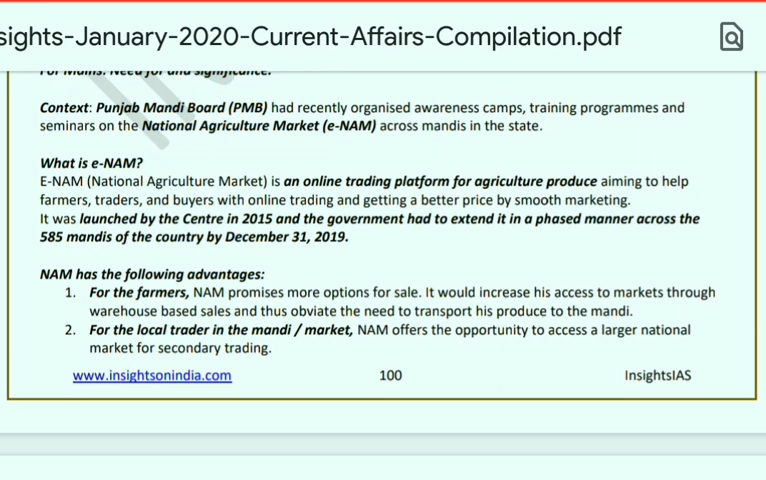 sights-January-2020-Current-Affairs-Compilation.pdf
For Mains: Need for and significance.
Context: Punjab Mandi Board (PMB) had recently organised awareness camps, training programmes and
seminars on the National Agriculture Market (e-NAM) across mandis in the state.
What is e-NAM?
E-NAM (National Agriculture Market) is an online trading platform for agriculture produce aiming to help
farmers, traders, and buyers with online trading and getting a better price by smooth marketing.
It was launched by the Centre in 2015 and the government had to extend it in a phased manner across the
585 mandis of the country by December 31, 2019.
NAM has the following advantages:
1. For the farmers, NAM promises more options for sale. It would increase his access to markets through
warehouse based sales and thus obviate the need to transport his produce to the mandi.
2. For the local trader in the mandi / market, NAM offers the opportunity to access a larger national
market for secondary trading.
www.insightsonindia.com 100 InsightsIAS